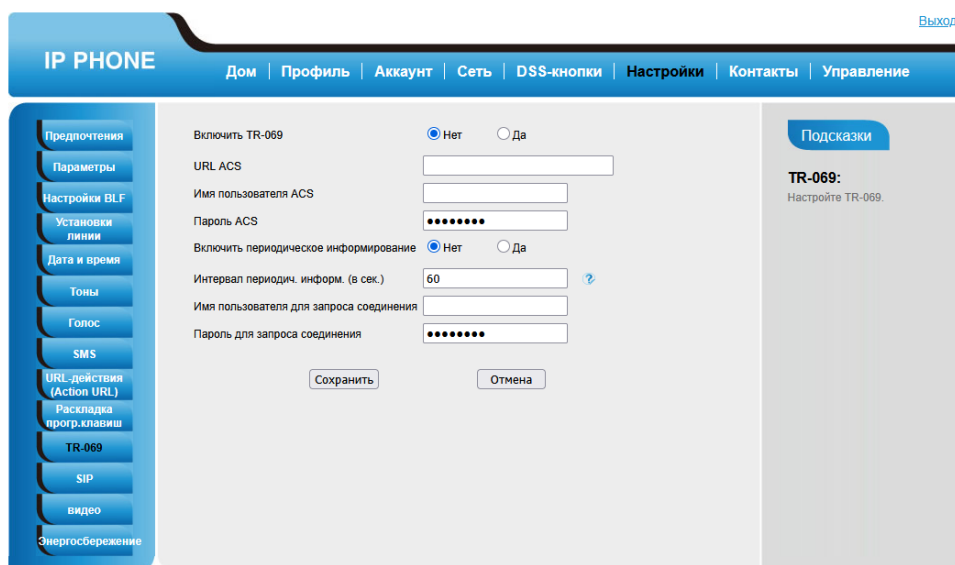 Выход
IP PHONE
Дом | Профиль | Аккаунт | Сеть | DSS-кнопки | Настройки | Контакты | Управление
Предпочтения
Параметры
Настройки BLF
Установки
линии
Дата и время
Тоны
Голос
SMS
URL-действия
(Action URL)
Раскладка
прогр.клавиш
TR-069
SIP
видео
Энергосбережение
Включить TR-069 Нет Да
URL ACS
Имя пользователя ACS
Пароль ACS ••••••••
Включить периодическое информирование Нет Да
Интервал периодич. информ. (в сек.) 60 ?
Имя пользователя для запроса соединения
Пароль для запроса соединения ••••••••
Сохранить Отмена
Подсказки
TR-069:
Настройте TR-069.